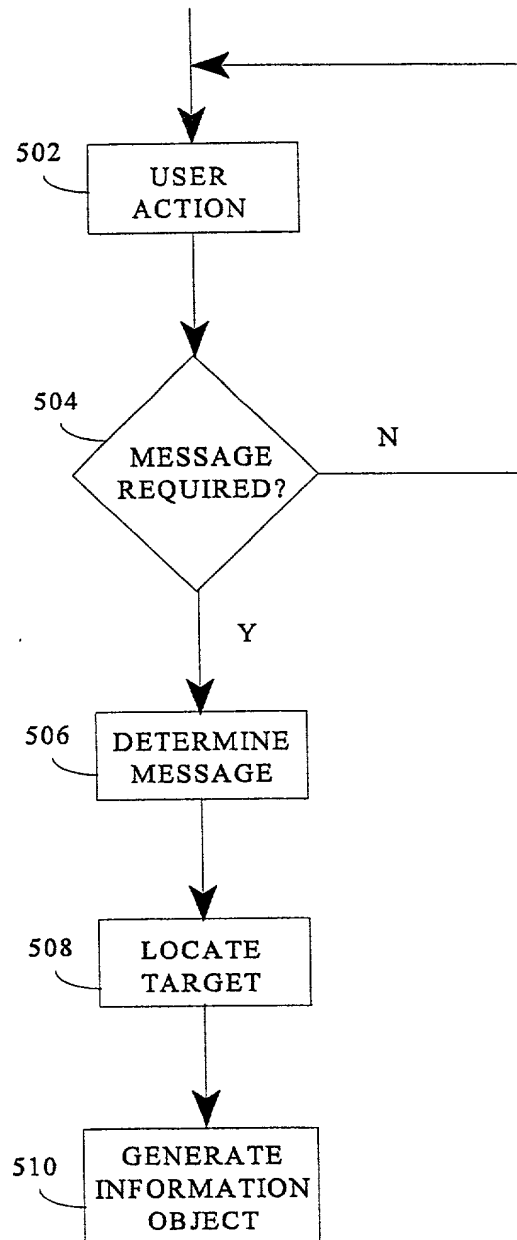 502
USER
ACTION
504
MESSAGE
REQUIRED?
N
Y
506
DETERMINE
MESSAGE
508
LOCATE
TARGET
510
GENERATE
INFORMATION
OBJECT